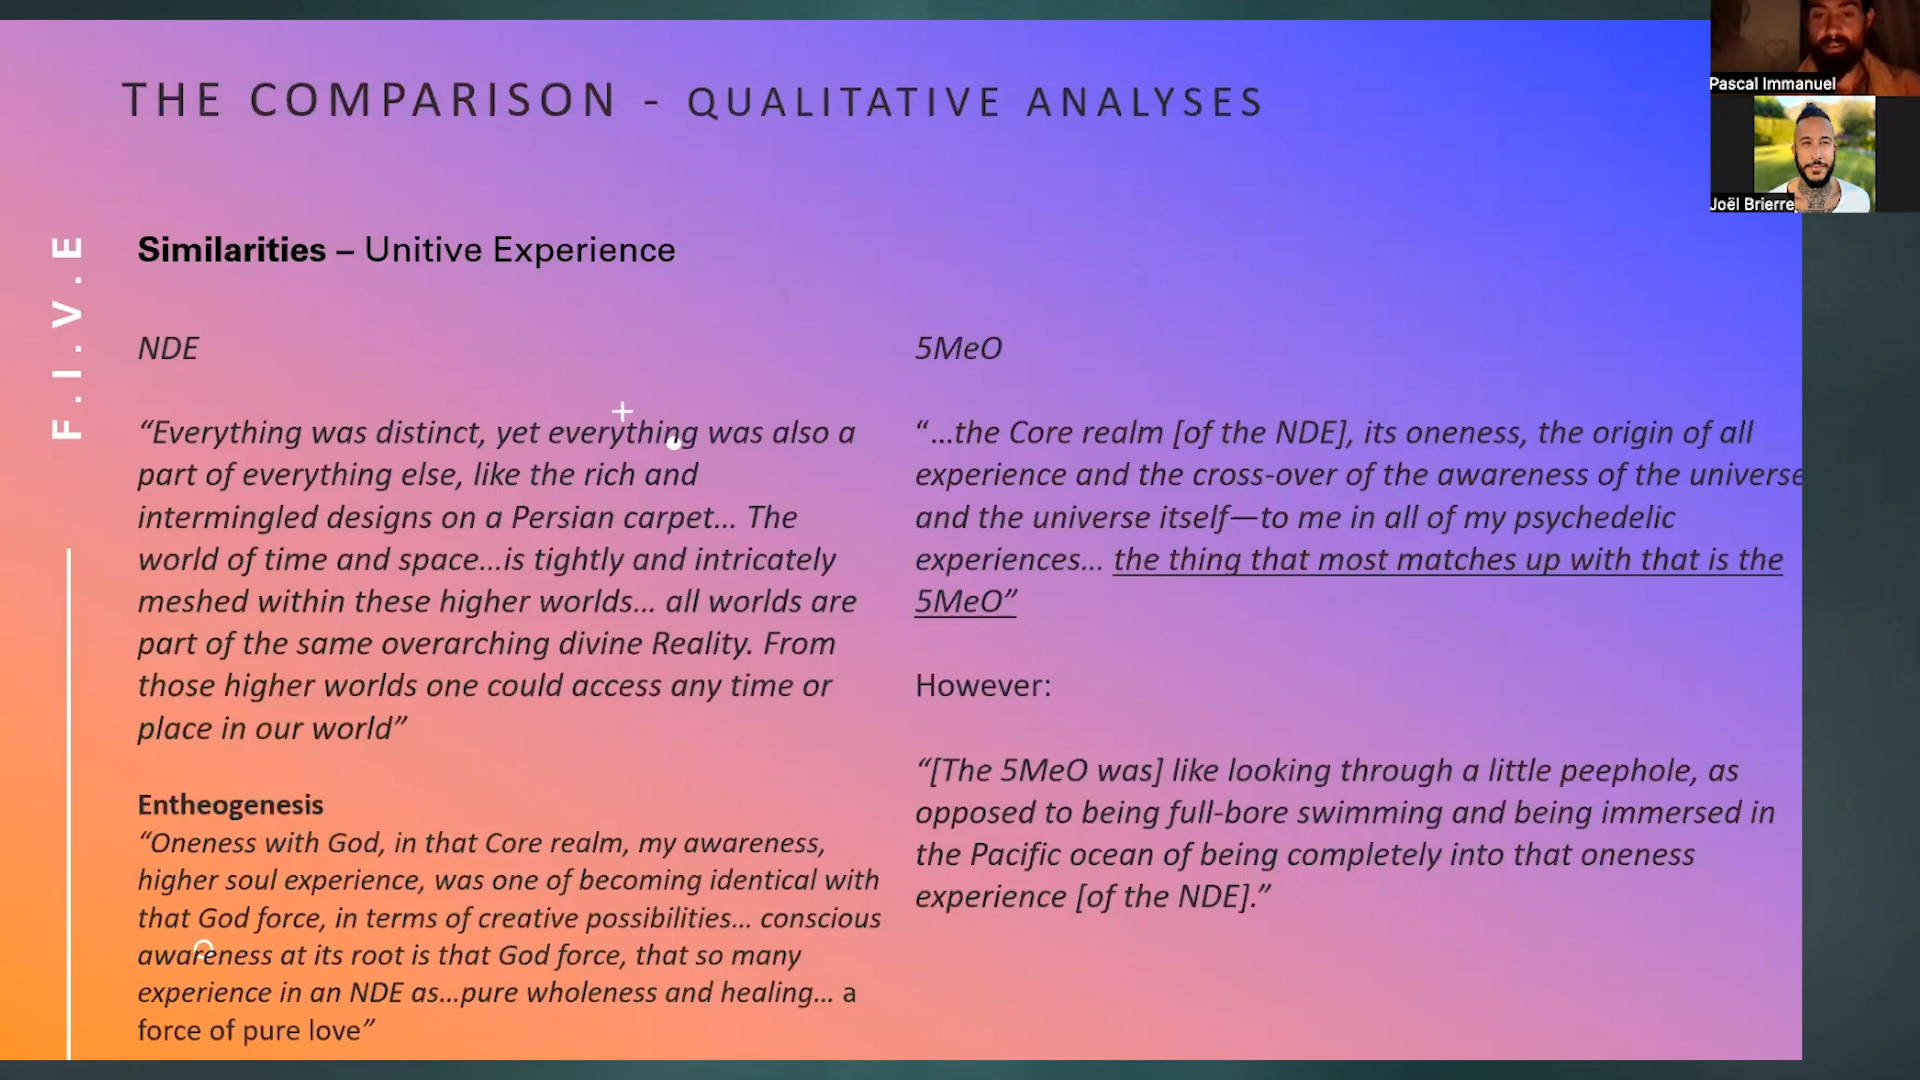 THE COMPARISON - QUALITATIVE ANALYSES
Pascal Immanuel
Joël Brierre
F.I.V.E
Similarities – Unitive Experience
NDE
“Everything was distinct, yet everything was also a
part of everything else, like the rich and
intermingled designs on a Persian carpet… The
world of time and space…is tightly and intricately
meshed within these higher worlds… all worlds are
part of the same overarching divine Reality. From
those higher worlds one could access any time or
place in our world”
Entheogenesis
“Oneness with God, in that Core realm, my awareness,
higher soul experience, was one of becoming identical with
that God force, in terms of creative possibilities… conscious
awareness at its root is that God force, that so many
experience in an NDE as…pure wholeness and healing… a
force of pure love”
5MeO
“…the Core realm [of the NDE], its oneness, the origin of all
experience and the cross-over of the awareness of the universe
and the universe itself—to me in all of my psychedelic
experiences… the thing that most matches up with that is the
5MeO”
However:
“[The 5MeO was] like looking through a little peephole, as
opposed to being full-bore swimming and being immersed in
the Pacific ocean of being completely into that oneness
experience [of the NDE].”